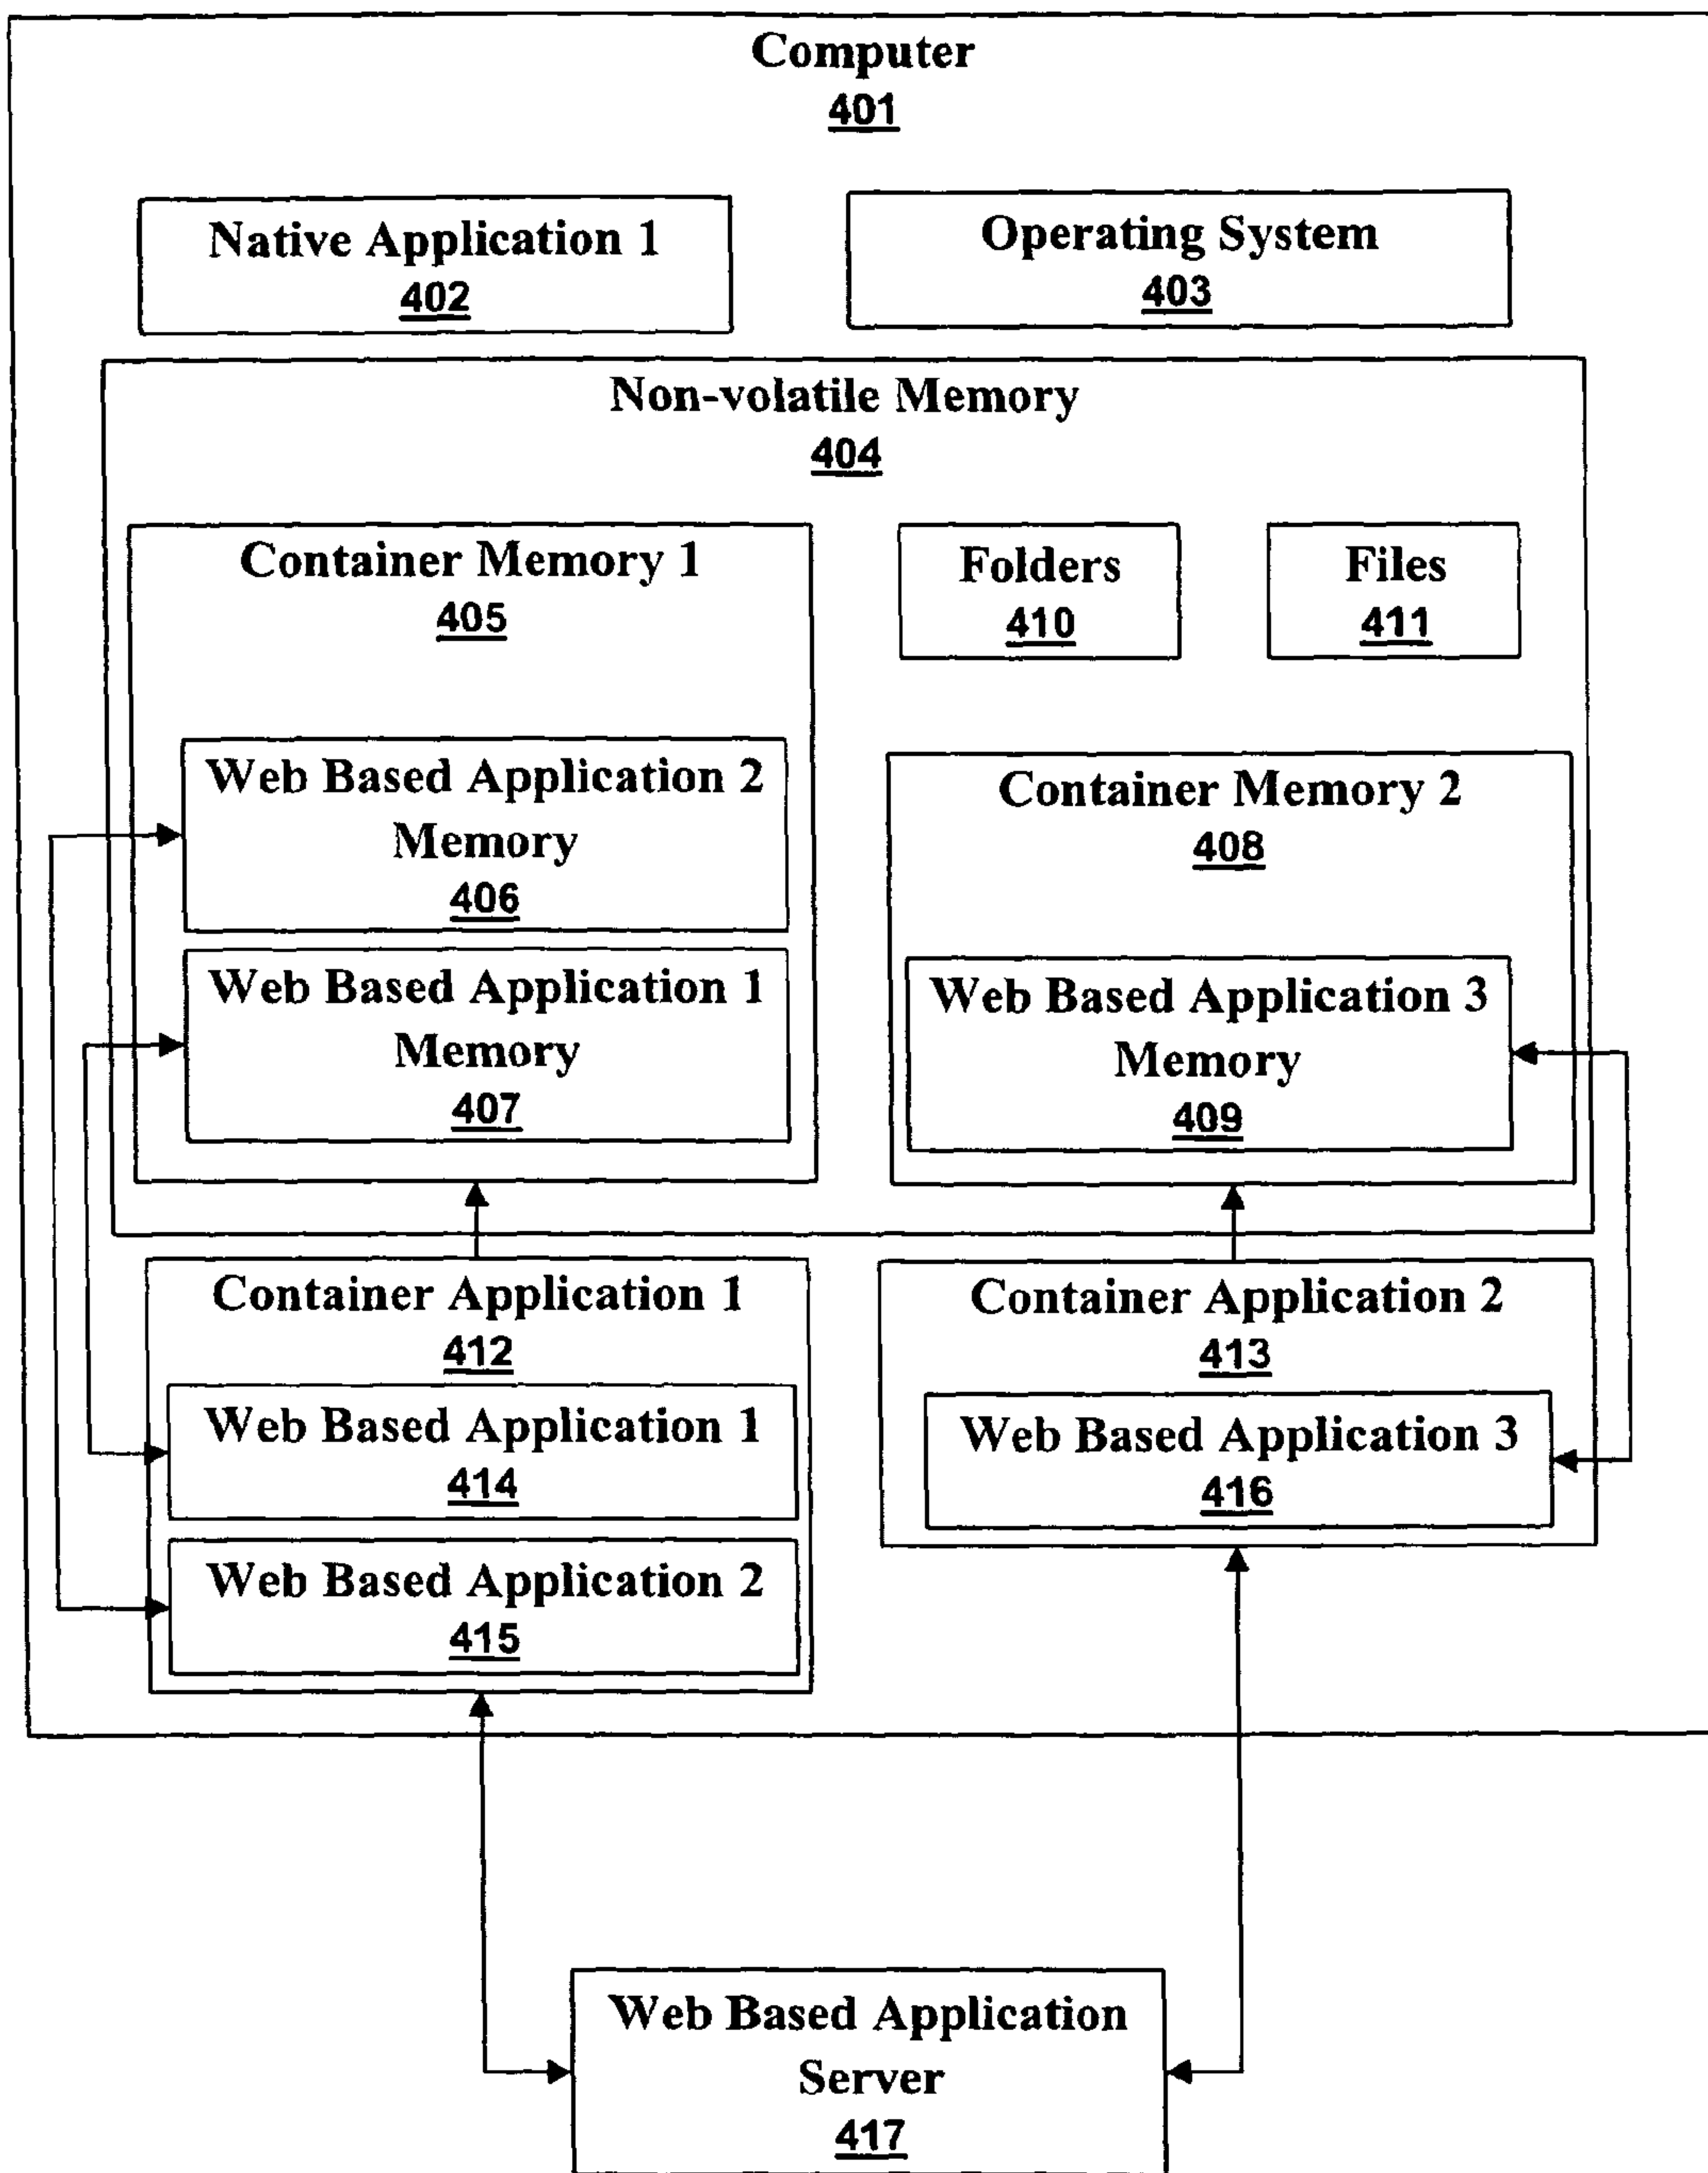 Computer
401
Native Application 1
402
Operating System
403
Non-volatile Memory
404
Container Memory 1
405
Folders
410
Files
411
Web Based Application 2
Memory
406
Web Based Application 1
Memory
407
Container Memory 2
408
Web Based Application 3
Memory
409
Container Application 1
412
Web Based Application 1
414
Web Based Application 2
415
Container Application 2
413
Web Based Application 3
416
Web Based Application
Server
417